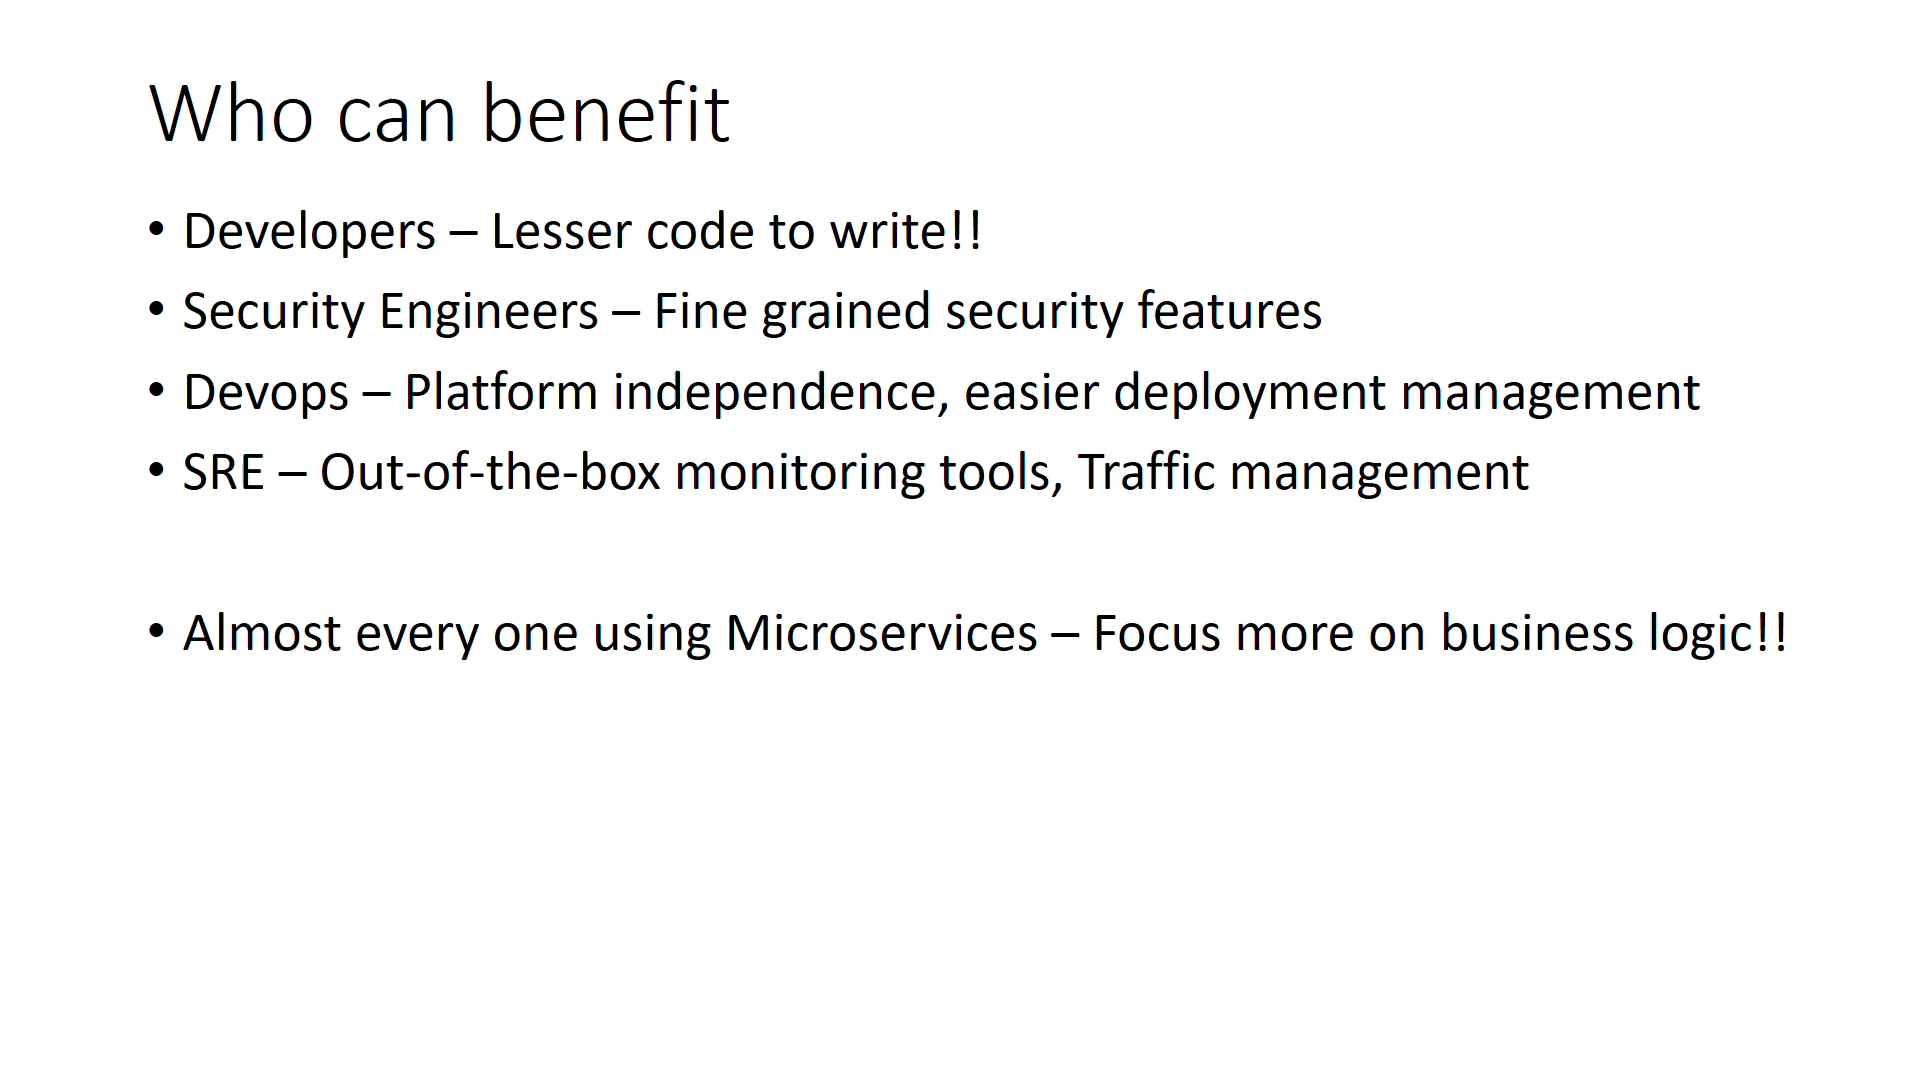 Who can benefit
• Developers – Lesser code to write!!
• Security Engineers – Fine grained security features
• Devops – Platform independence, easier deployment management
• SRE – Out-of-the-box monitoring tools, Traffic management
• Almost every one using Microservices – Focus more on business logic!!